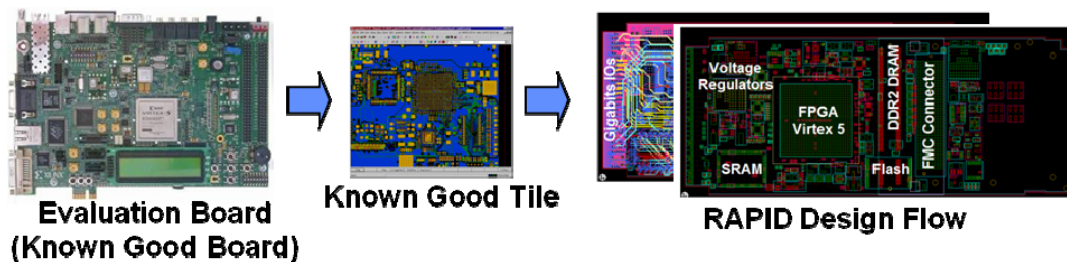 Evaluation Board
(Known Good Board)
Known Good Tile
Gigabits IOs
Voltage
Regulators
FPGA
Virtex 5
SRAM
DDR2 DRAM
Flash
FMC Connector
RAPID Design Flow